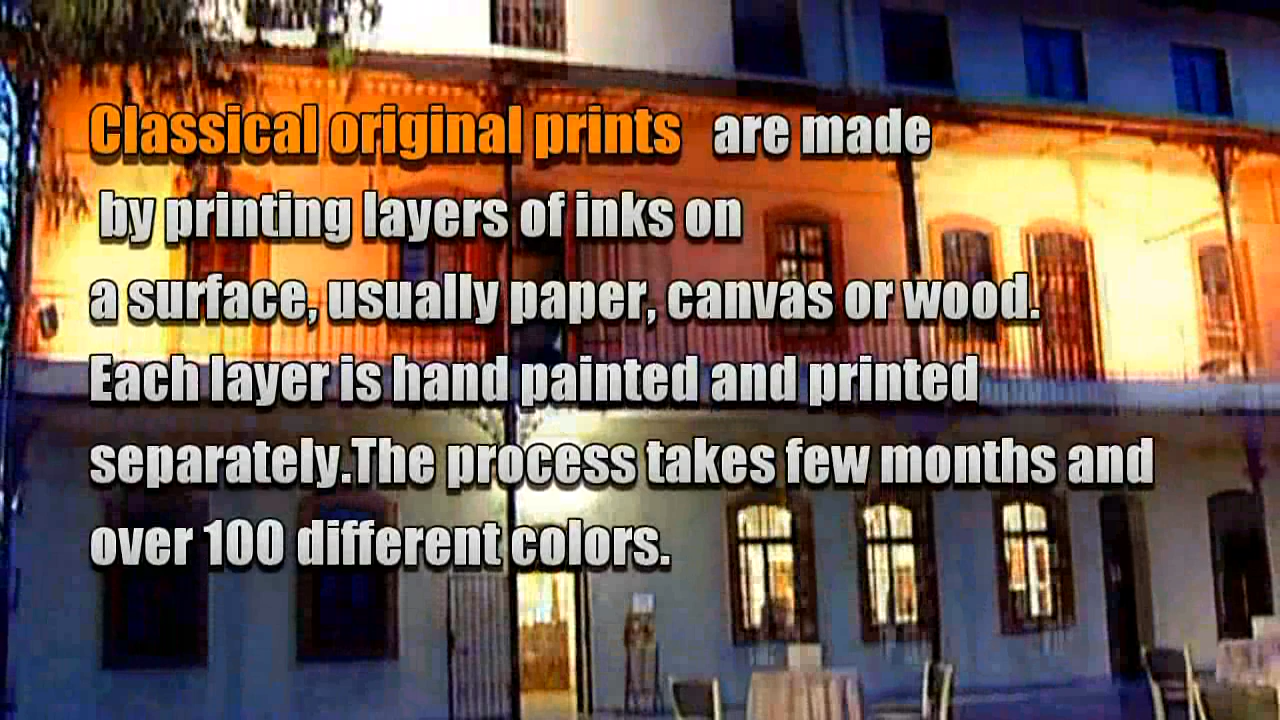 Classical original prints are made
by printing layers of inks on
a surface, usually paper, canvas or wood.
Each layer is hand painted and printed
separately.The process takes few months and
over 100 different colors.